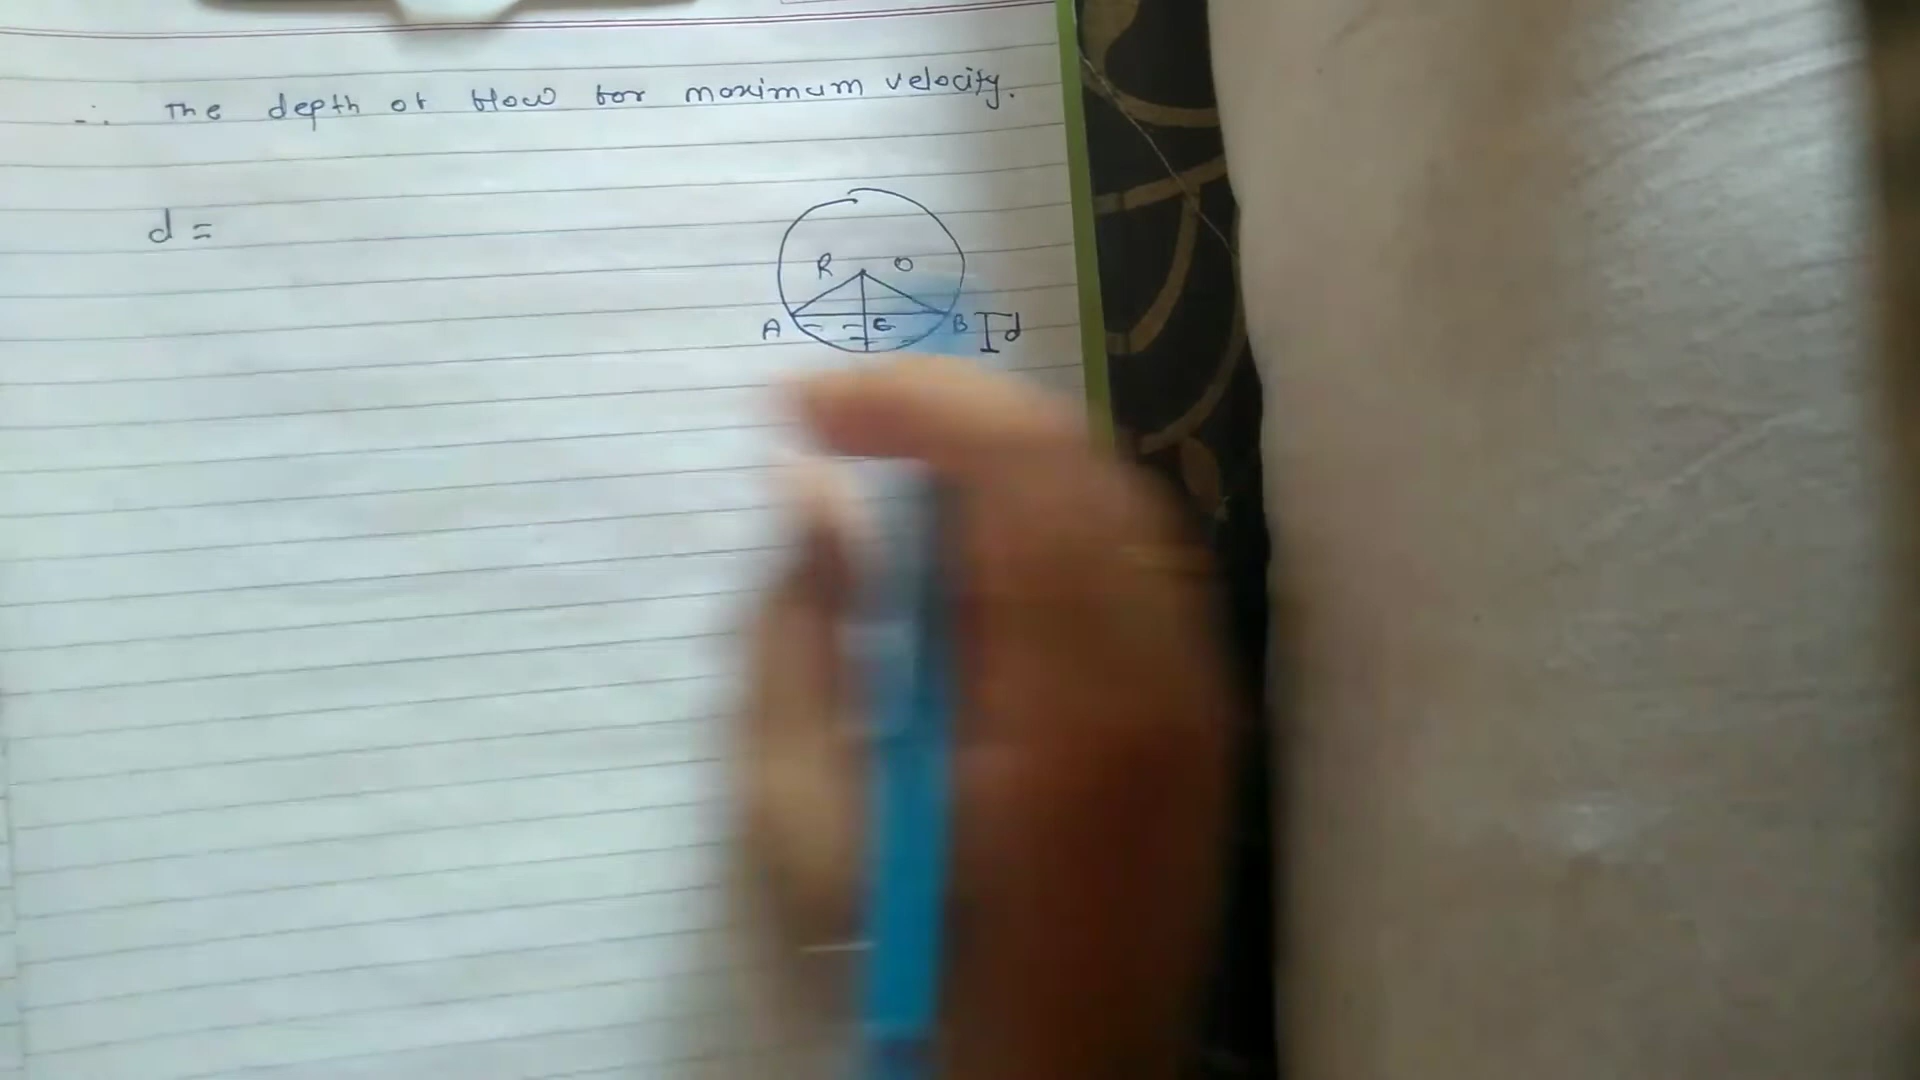 ∴ The depth of flow for maximum velocity.
d =
R O
A C B I d